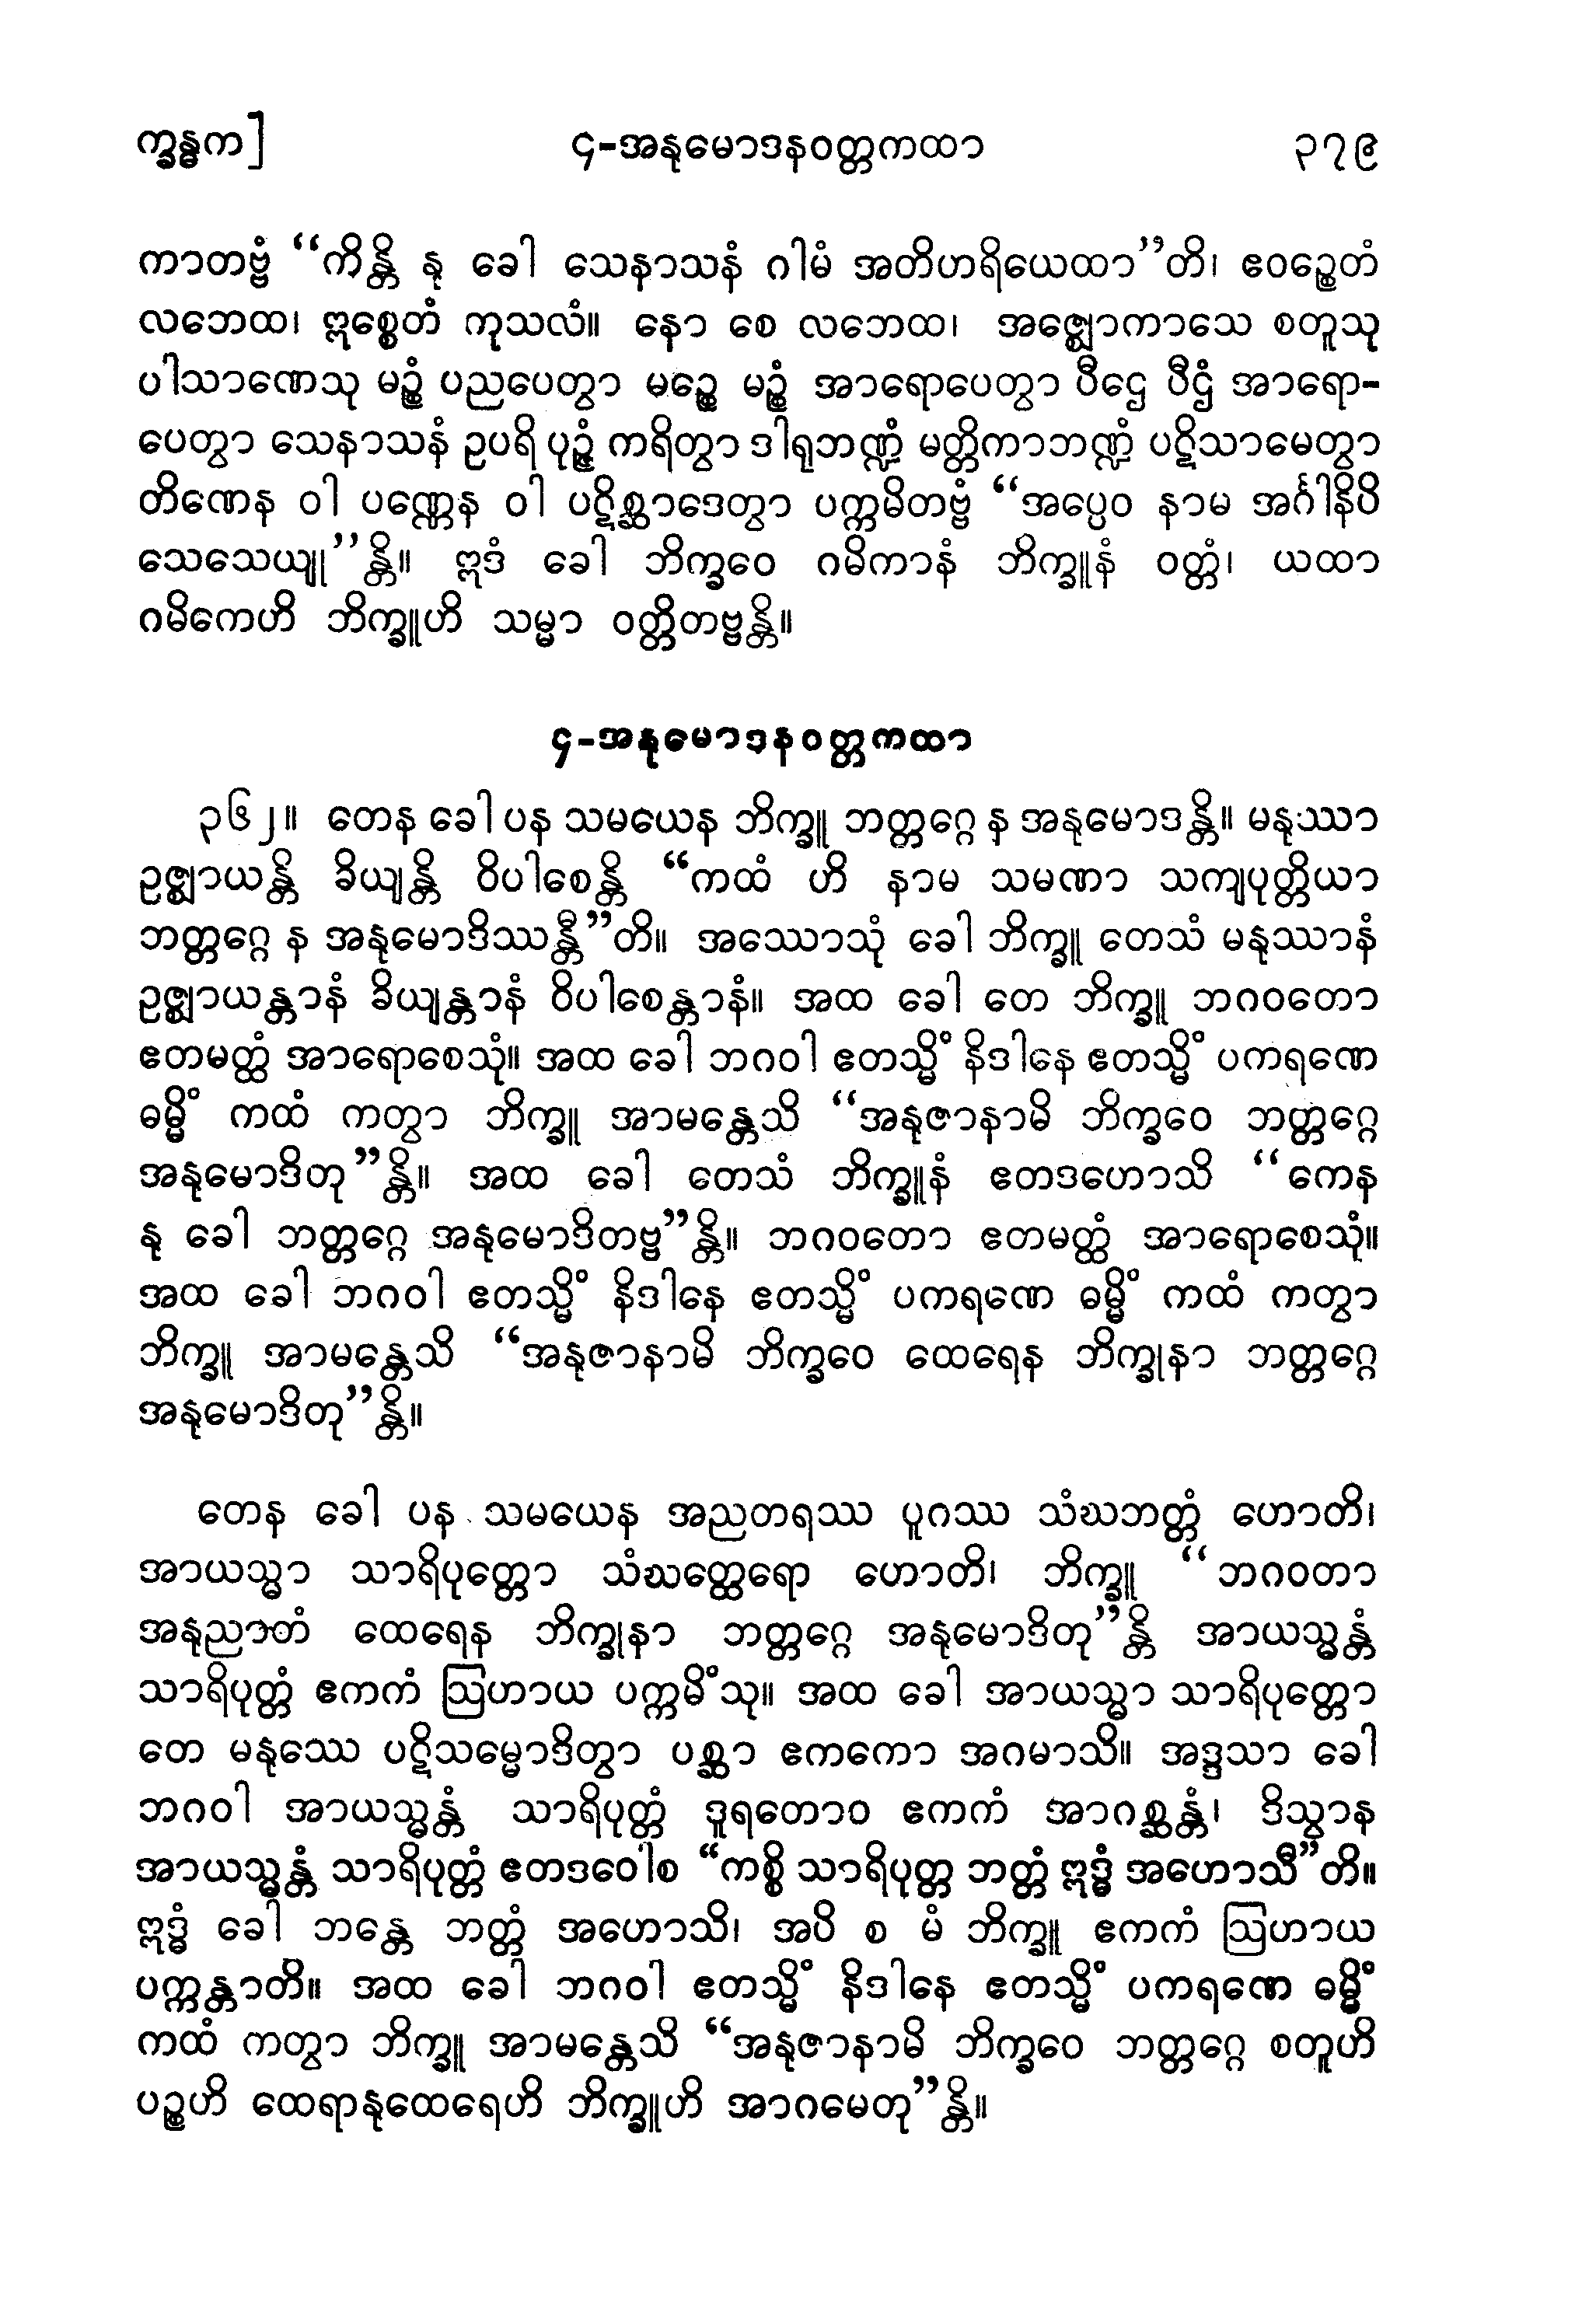 က္ခန္ဓက]
၄-အနုမောဒနဝတ္တကထာ
၃၇၉
ကာတဗ္ဗံ “ကိန္တိ နု ခေါ သေနာသနံ ဂါမံ အတိဟရိယေထာ”တိ၊ ဧဝဉ္စေတံ
လဘေထ၊ ဣစ္စေတံ ကုသလံ။ နော စေ လဘေထ၊ အဇ္ဈောကာသေ စတူသု
ပါသာဏေသု မဉ္စံ ပညပေတွာ မဉ္စေ မဉ္စံ အာရောပေတွာ ပီဌေ ပီဌံ အာရော-
ပေတွာ သေနာသနံ ဥပရိ ပုဉ္ဇံ ကရိတွာ ဒါရုဘဏ္ဍံ မတ္တိကာဘဏ္ဍံ ပဋိသာမေတွာ
တိဏေန ဝါ ပဏ္ဏေန ဝါ ပဋိစ္ဆာဒေတွာ ပက္ကမိတဗ္ဗံ “အပ္ပေဝ နာမ အင်္ဂါနိပိ
သေသေယျု”န္တိ။ ဣဒံ ခေါ ဘိက္ခဝေ ဂမိကာနံ ဘိက္ခူနံ ဝတ္တံ၊ ယထာ
ဂမိကေဟိ ဘိက္ခူဟိ သမ္မာ ဝတ္တိတဗ္ဗန္တိ။
၄-အနုမောဒနဝတ္တကထာ
၃၆၂။ တေန ခေါ ပန သမယေန ဘိက္ခူ ဘတ္တဂ္ဂေ န အနုမောဒန္တိ။ မနုဿာ
ဥဇ္ဈာယန္တိ ခိယျန္တိ ဝိပါစေန္တိ “ကထံ ဟိ နာမ သမဏာ သကျပုတ္တိယာ
ဘတ္တဂ္ဂေ န အနုမောဒိဿန္တီ”တိ။ အဿောသုံ ခေါ ဘိက္ခူ တေသံ မနုဿာနံ
ဥဇ္ဈာယန္တာနံ ခိယျန္တာနံ ဝိပါစေန္တာနံ။ အထ ခေါ တေ ဘိက္ခူ ဘဂဝတော
ဧတမတ္ထံ အာရောစေသုံ။ အထ ခေါ ဘဂဝါ ဧတသ္မိံ နိဒါနေ ဧတသ္မိံ ပကရဏေ
ဓမ္မိံ ကထံ ကတွာ ဘိက္ခူ အာမန္တေသိ “အနုဇာနာမိ ဘိက္ခဝေ ဘတ္တဂ္ဂေ
အနုမောဒိတု”န္တိ။ အထ ခေါ တေသံ ဘိက္ခူနံ ဧတဒဟောသိ “ကေန
နု ခေါ ဘတ္တဂ္ဂေ အနုမောဒိတဗ္ဗ”န္တိ။ ဘဂဝတော ဧတမတ္ထံ အာရောစေသုံ။
အထ ခေါ ဘဂဝါ ဧတသ္မိံ နိဒါနေ ဧတသ္မိံ ပကရဏေ ဓမ္မိံ ကထံ ကတွာ
ဘိက္ခူ အာမန္တေသိ “အနုဇာနာမိ ဘိက္ခဝေ ထေရေန ဘိက္ခုနာ ဘတ္တဂ္ဂေ
အနုမောဒိတု”န္တိ။
တေန ခေါ ပန သမယေန အညတရဿ ပူဂဿ သံဃဘတ္တံ ဟောတိ၊
အာယသ္မာ သာရိပုတ္တော သံဃတ္ထေရော ဟောတိ၊ ဘိက္ခူ “ဘဂဝတာ
အနုညာတံ ထေရေန ဘိက္ခုနာ ဘတ္တဂ္ဂေ အနုမောဒိတု”န္တိ အာယသ္မန္တံ
သာရိပုတ္တံ ဧကကံ ဩဟာယ ပက္ကမိံသု။ အထ ခေါ အာယသ္မာ သာရိပုတ္တော
တေ မနုဿေ ပဋိသမ္မောဒိတွာ ပစ္ဆာ ဧကကော အဂမာသိ။ အဒ္ဒသာ ခေါ
ဘဂဝါ အာယသ္မန္တံ သာရိပုတ္တံ ဒူရတောဝ ဧကကံ အာဂစ္ဆန္တံ၊ ဒိသွာန
အာယသ္မန္တံ သာရိပုတ္တံ ဧတဒဝေါစ “ကစ္စိ သာရိပုတ္တ ဘတ္တံ ဣဒ္ဓံ အဟောသီ”တိ။
ဣဒ္ဓံ ခေါ ဘန္တေ ဘတ္တံ အဟောသိ၊ အပိ စ မံ ဘိက္ခူ ဧကကံ ဩဟာယ
ပက္ကန္တာတိ။ အထ ခေါ ဘဂဝါ ဧတသ္မိံ နိဒါနေ ဧတသ္မိံ ပကရဏေ ဓမ္မိံ
ကထံ ကတွာ ဘိက္ခူ အာမန္တေသိ “အနုဇာနာမိ ဘိက္ခဝေ ဘတ္တဂ္ဂေ စတူဟိ
ပဉ္စဟိ ထေရာနုထေရေဟိ ဘိက္ခူဟိ အာဂမေတု”န္တိ။